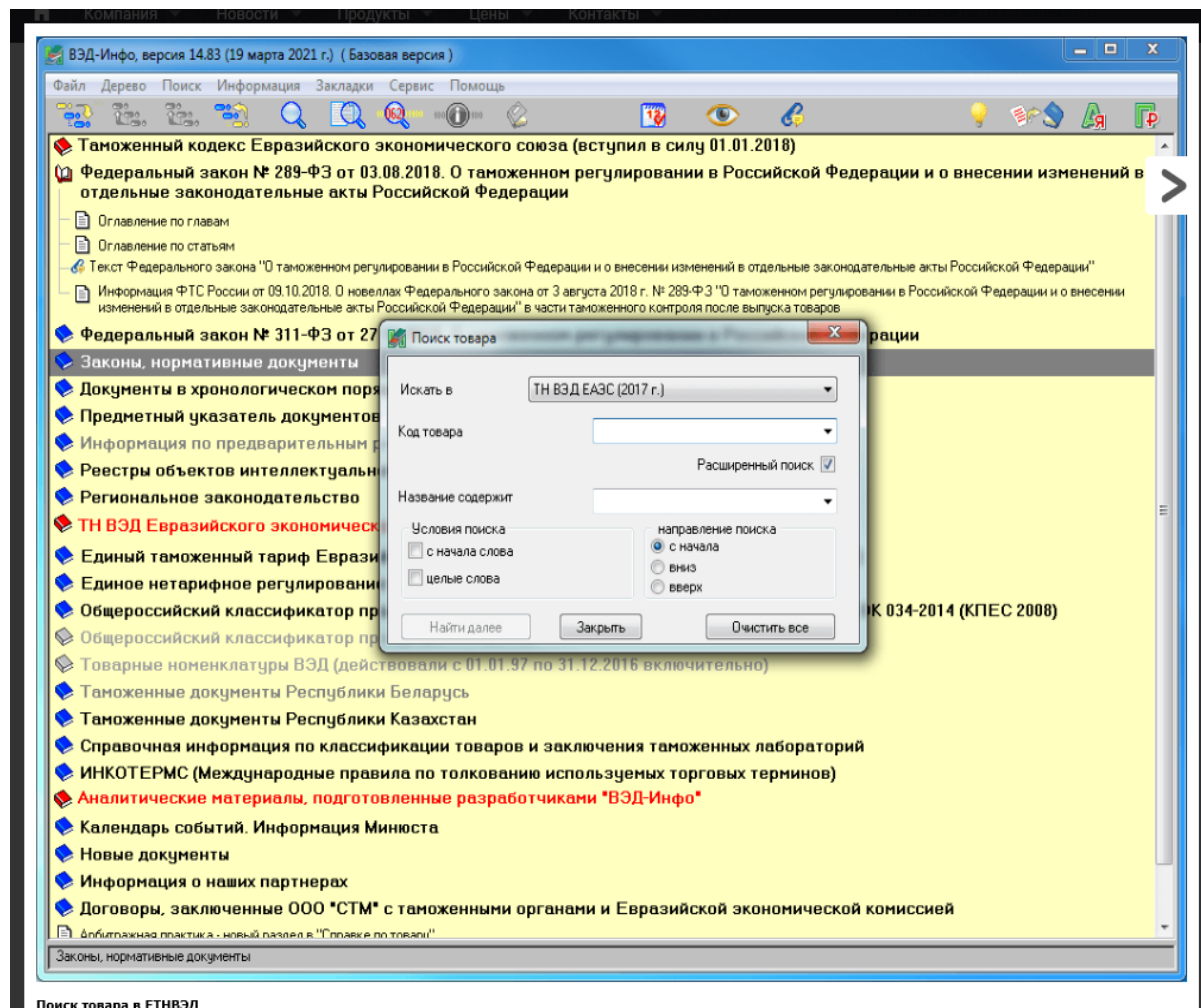 Компания Новости Продукты Цены Контакты
ВЭД-Инфо, версия 14.83 (19 марта 2021 г.) ( Базовая версия )
Файл Дерево Поиск Информация Закладки Сервис Помощь
Таможенный кодекс Евразийского экономического союза (вступил в силу 01.01.2018)
Федеральный закон № 289-ФЗ от 03.08.2018. О таможенном регулировании в Российской Федерации и о внесении изменений в
отдельные законодательные акты Российской Федерации
Оглавление по главам
Оглавление по статьям
Текст Федерального закона "О таможенном регулировании в Российской Федерации и о внесении изменений в отдельные законодательные акты Российской Федерации"
Информация ФТС России от 09.10.2018. О новеллах Федерального закона от 3 августа 2018 г. № 289-ФЗ "О таможенном регулировании в Российской Федерации и о внесении
изменений в отдельные законодательные акты Российской Федерации" в части таможенного контроля после выпуска товаров
Федеральный закон № 311-ФЗ от 27
Законы, нормативные документы
Документы в хронологическом
Предметный указатель документов
Информация по предварительным
Реестры объектов
Региональное законодательство
ТН ВЭД Евразийского
Единый таможенный тариф
Единое нетарифное
Общероссийский классификатор ОК 034-2014 (КПЕС 2008)
Общероссийский классификатор
Товарные номенклатуры ВЭД (действовали с 01.01.97 по 31.12.2016 включительно)
Таможенные документы Республики Беларусь
Таможенные документы Республики Казахстан
Справочная информация по классификации товаров и заключения таможенных лабораторий
ИНКОТЕРМС (Международные правила по толкованию используемых торговых терминов)
Аналитические материалы, подготовленные разработчиками "ВЭД-Инфо"
Календарь событий. Информация Минюста
Новые документы
Информация о наших партнерах
Договоры, заключенные ООО "СТМ" с таможенными органами и Евразийской экономической комиссией
Арбитражная практика - новый раздел в "Справке по товару"
Законы, нормативные документы
Поиск товара
Искать в ТН ВЭД ЕАЭС (2017 г.)
Код товара
Расширенный поиск
Название содержит
Условия поиска
с начала слова
целые слова
направление поиска
с начала
вниз
вверх
Найти далее Закрыть Очистить все
Поиск товара в ЕТНВЭД